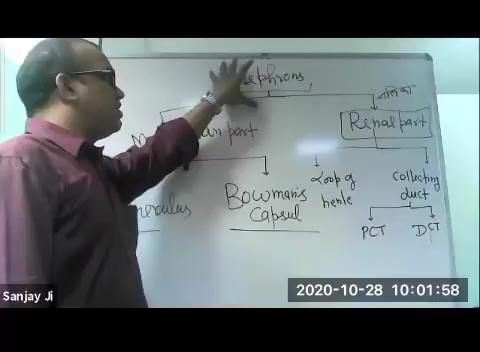 Nephrons
नलिका
Renal part
Bowman's
Capsul
Loop of
henle
collecting
duct
PCT DCT
Sanjay Ji
2020-10-28 10:01:58